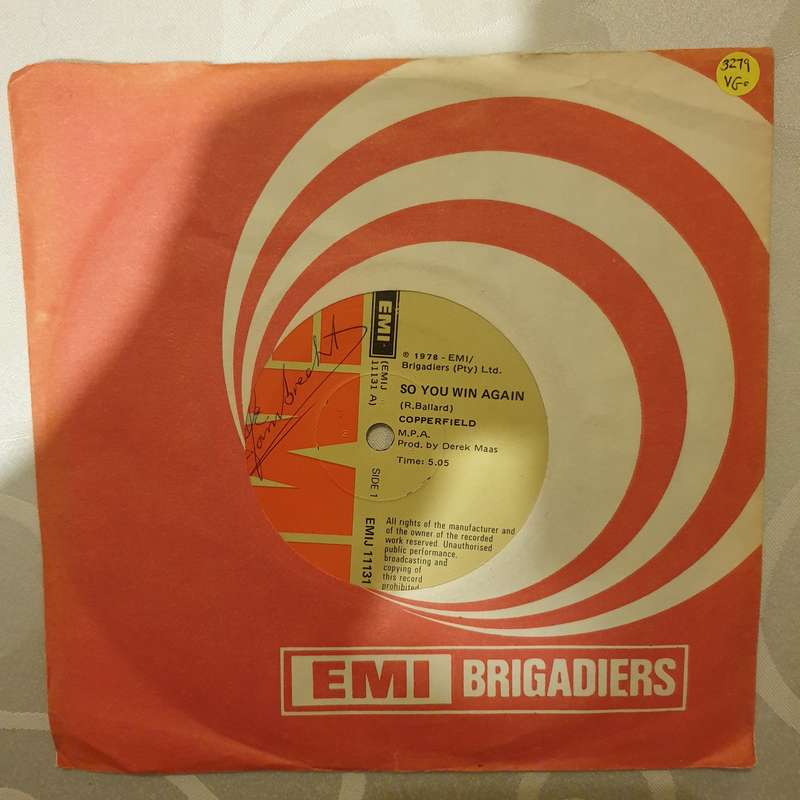 3279
VG+
EMI
(EMIJ
11131 A)
℗ 1978 - EMI/
Brigadiers (Pty) Ltd.
SO YOU WIN AGAIN
(R.Ballard)
COPPERFIELD
M.P.A.
Prod. by Derek Maas
Time: 5.05
SIDE 1
EMIJ 11131
All rights of the manufacturer and
of the owner of the recorded
work reserved. Unauthorised
public performance,
broadcasting and
copying of
this record
prohibited
EMI BRIGADIERS